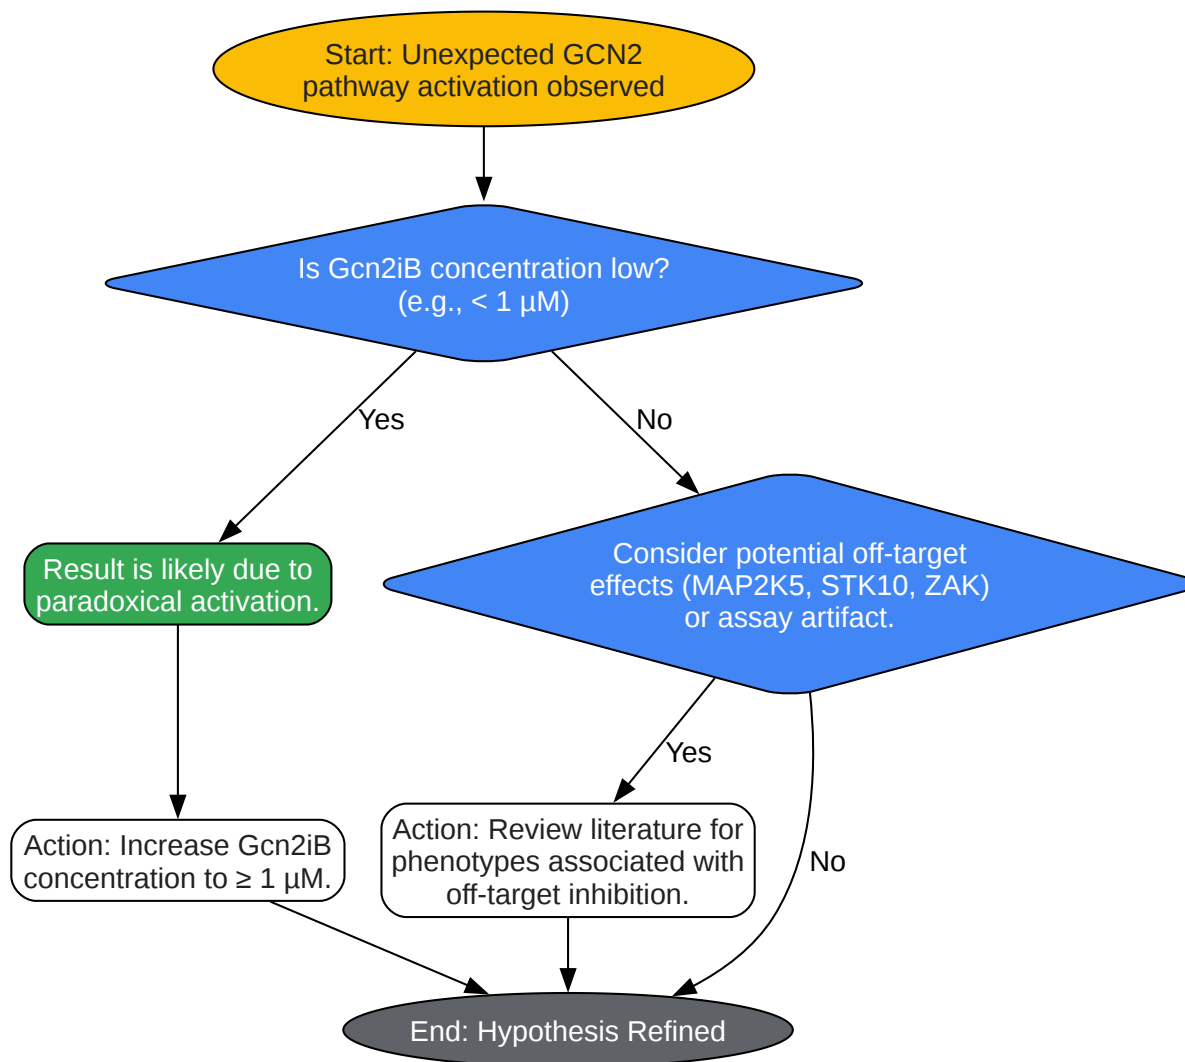 Start: Unexpected GCN2
pathway activation observed
Is Gcn2iB concentration low?
(e.g., < 1 µM)
Yes
No
Result is likely due to
paradoxical activation.
Consider potential off-target
effects (MAP2K5, STK10, ZAK)
or assay artifact.
Yes
No
Action: Increase Gcn2iB
concentration to ≥ 1 µM.
Action: Review literature for
phenotypes associated with
off-target inhibition.
End: Hypothesis Refined